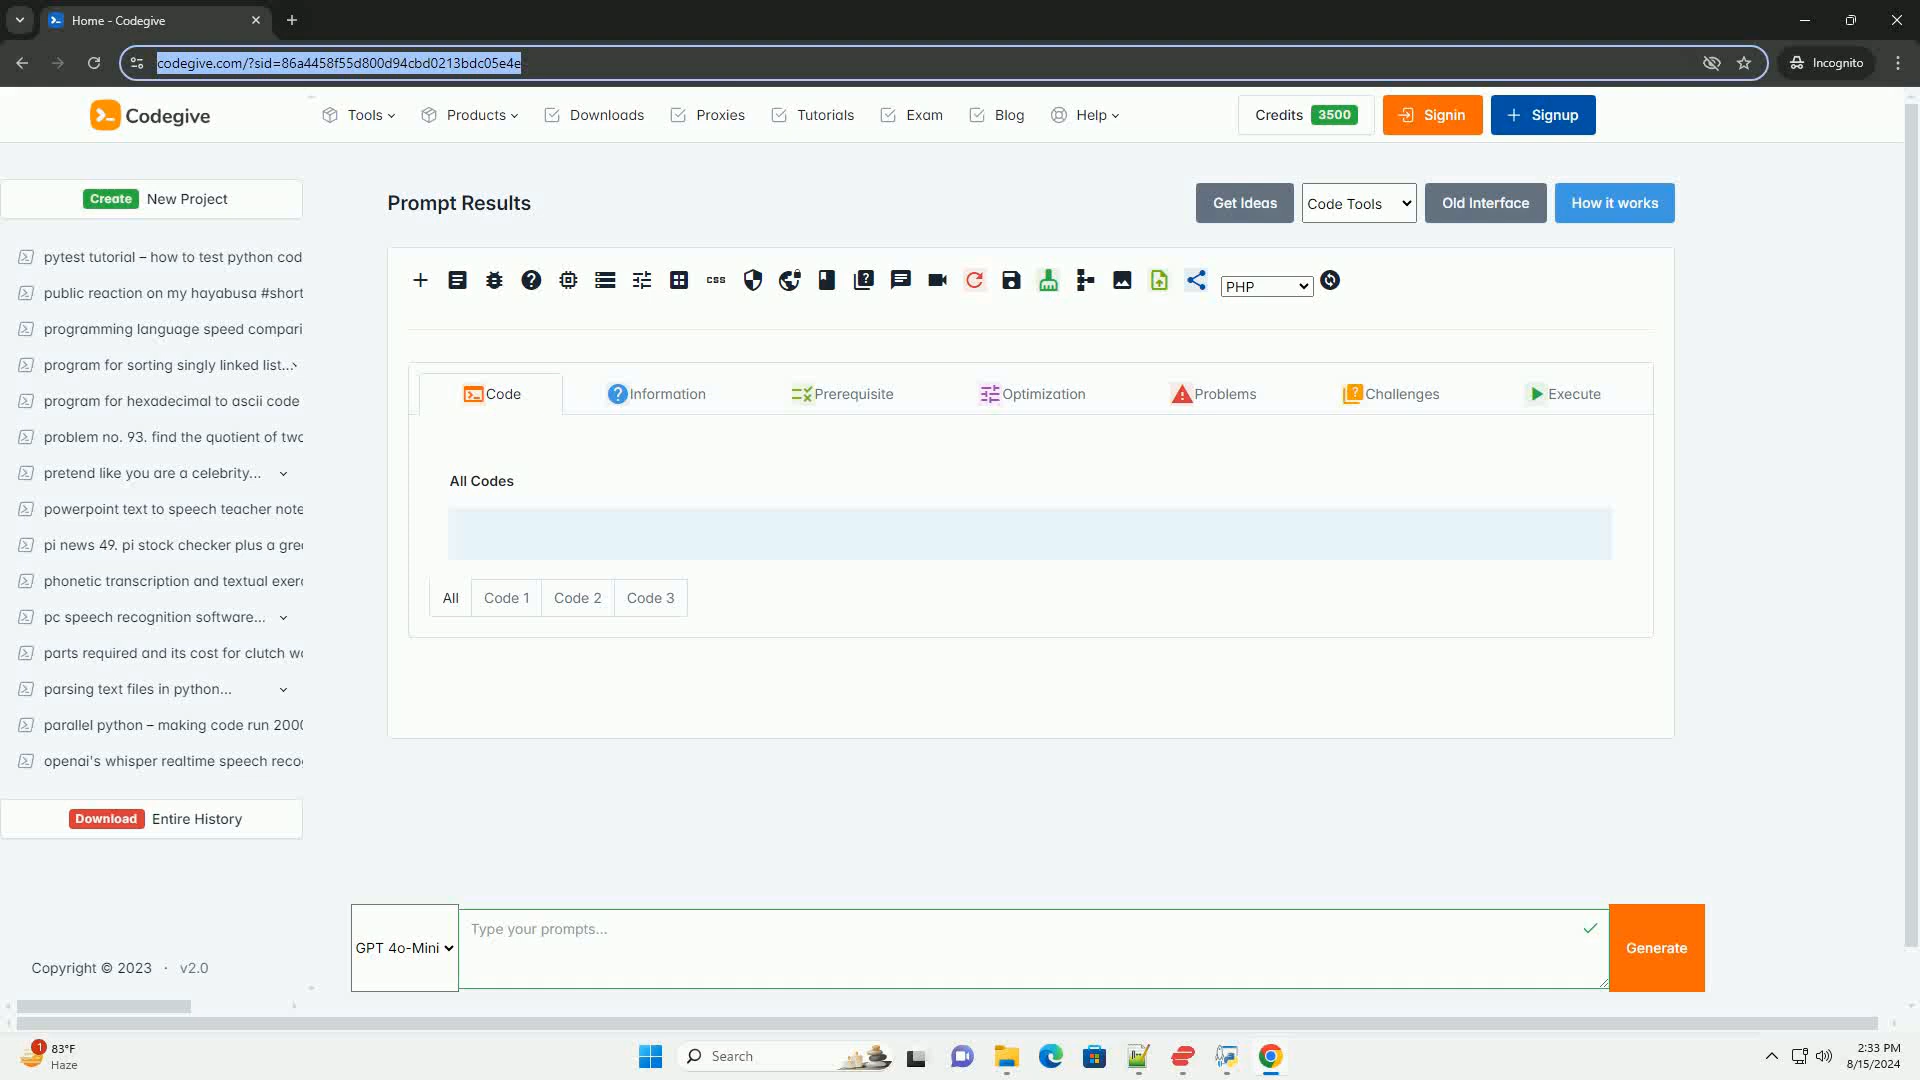 Home - Codegive
codegive.com/?sid=86a4458f55d800d94cbd0213bdc05e4e
Incognito
Codegive
Tools
Products
Downloads
Proxies
Tutorials
Exam
Blog
Help
Credits 3500
Signin
Signup
Create New Project
Prompt Results
Get Ideas
Code Tools
Old Interface
How it works
pytest tutorial – how to test python cod
public reaction on my hayabusa #short
programming language speed compari
program for sorting singly linked list...
program for hexadecimal to ascii code
problem no. 93. find the quotient of two
pretend like you are a celebrity...
powerpoint text to speech teacher note
pi news 49. pi stock checker plus a gre
phonetic transcription and textual exer
pc speech recognition software...
parts required and its cost for clutch w
parsing text files in python...
parallel python – making code run 2000
openai's whisper realtime speech reco
Download Entire History
Copyright © 2023 · v2.0
css
PHP
Code
Information
Prerequisite
Optimization
Problems
Challenges
Execute
All Codes
All
Code 1
Code 2
Code 3
GPT 4o-Mini
Type your prompts...
Generate
1
83°F
Haze
Search
2:33 PM
8/15/2024